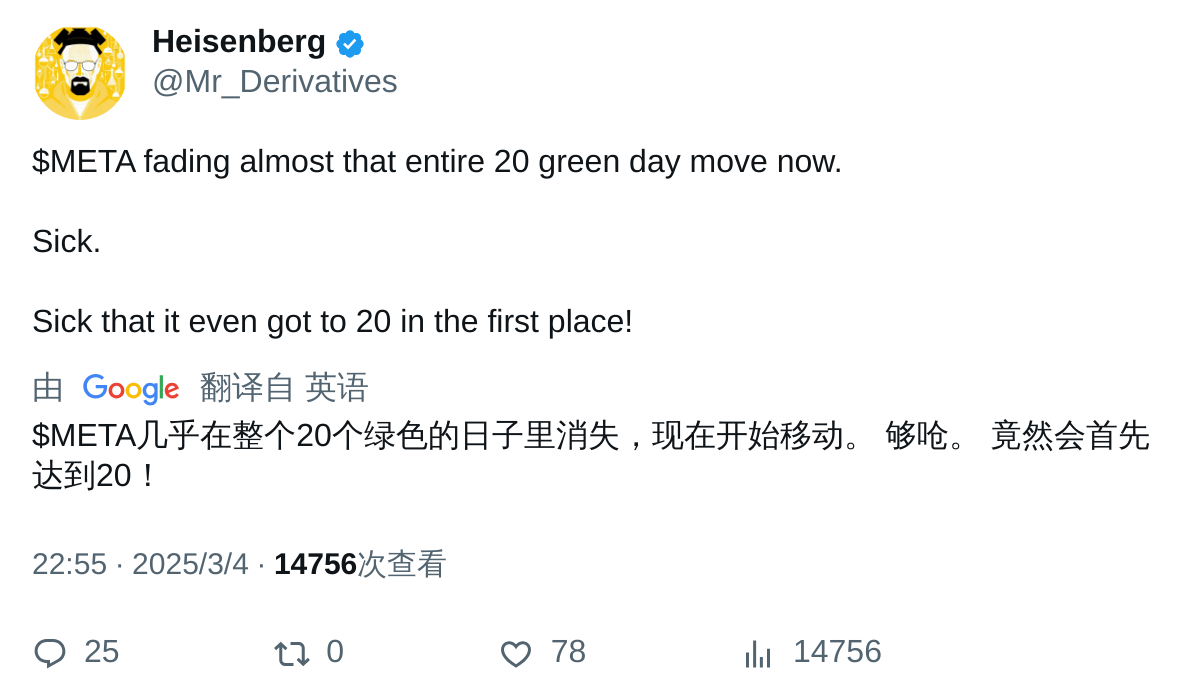 Heisenberg
@Mr_Derivatives
$META fading almost that entire 20 green day move now.
Sick.
Sick that it even got to 20 in the first place!
由 Google 翻译自 英语
$META几乎在整个20个绿色的日子里消失，现在开始移动。 够呛。 竟然会首先
达到20！
22:55 · 2025/3/4 · 14756次查看
25 0 78 14756